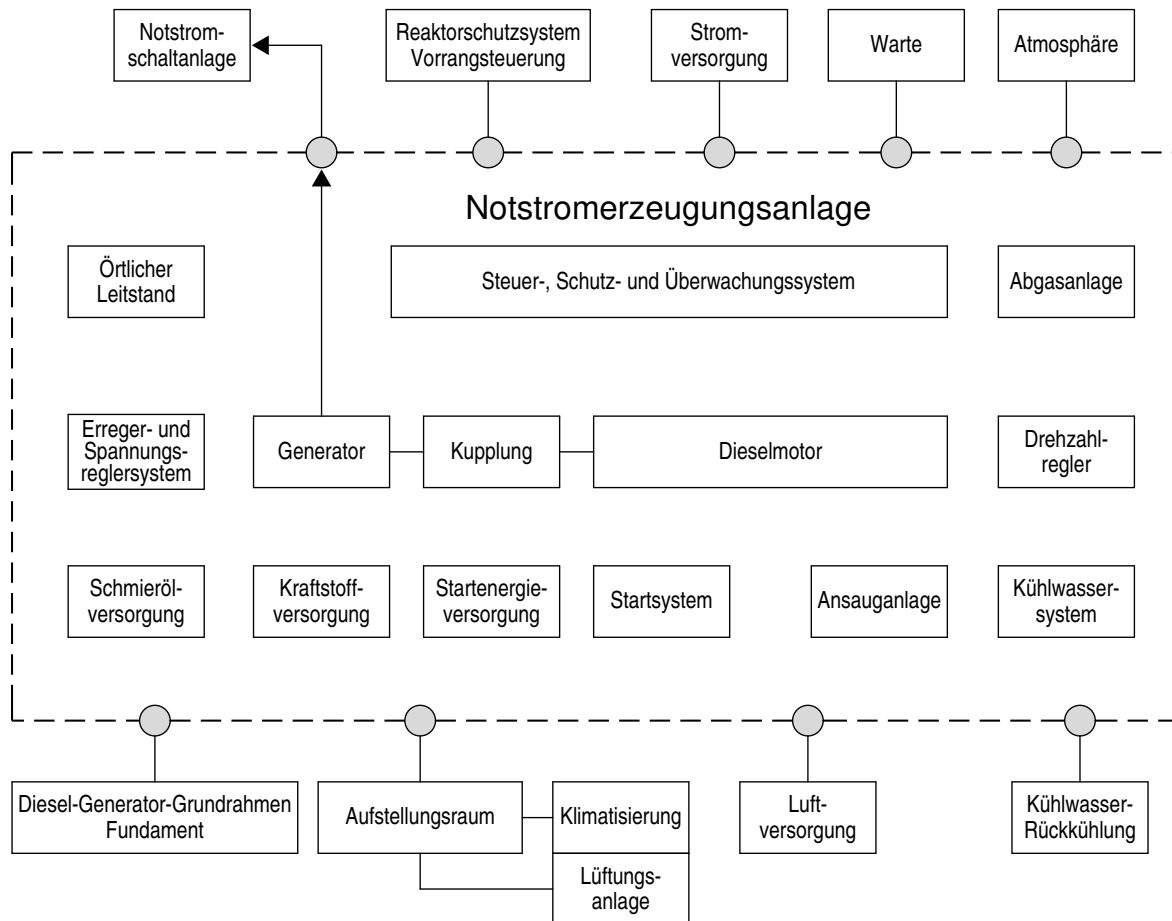 Notstrom-
schaltanlage
Reaktorschutzsystem
Vorrangsteuerung
Strom-
versorgung
Warte
Atmosphäre
Notstromerzeugungsanlage
Örtlicher
Leitstand
Steuer-, Schutz- und Überwachungssystem
Abgasanlage
Erreger- und
Spannungs-
reglersystem
Generator
Kupplung
Dieselmotor
Drehzahl-
regler
Schmieröl-
versorgung
Kraftstoff-
versorgung
Startenergie-
versorgung
Startsystem
Ansauganlage
Kühlwasser-
system
Diesel-Generator-Grundrahmen
Fundament
Aufstellungsraum
Klimatisierung
Lüftungs-
anlage
Luft-
versorgung
Kühlwasser-
Rückkühlung